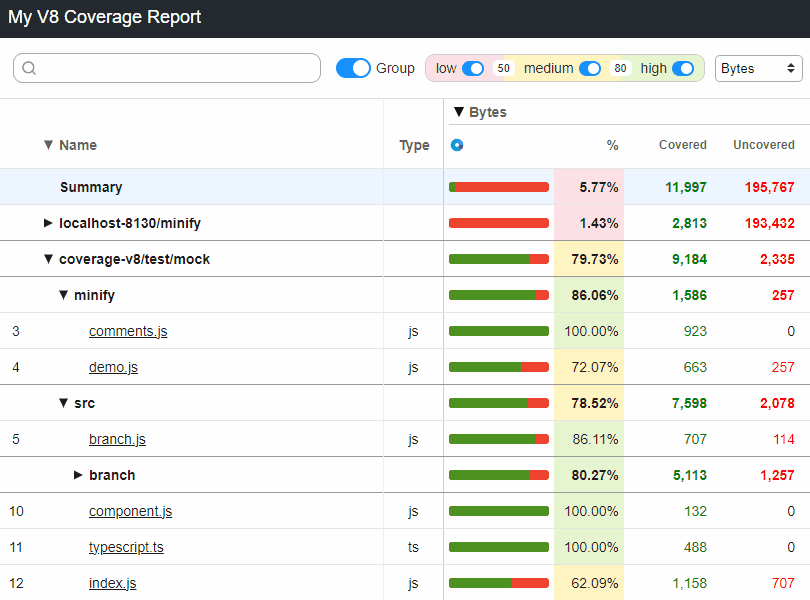 My V8 Coverage Report
Group low 50 medium 80 high Bytes
▼ Bytes
▼ Name Type % Covered Uncovered
Summary 5.77% 11,997 195,767
▶ localhost-8130/minify 1.43% 2,813 193,432
▼ coverage-v8/test/mock 79.73% 9,184 2,335
▼ minify 86.06% 1,586 257
3 comments.js js 100.00% 923 0
4 demo.js js 72.07% 663 257
▼ src 78.52% 7,598 2,078
5 branch.js js 86.11% 707 114
▶ branch 80.27% 5,113 1,257
10 component.js js 100.00% 132 0
11 typescript.ts ts 100.00% 488 0
12 index.js js 62.09% 1,158 707